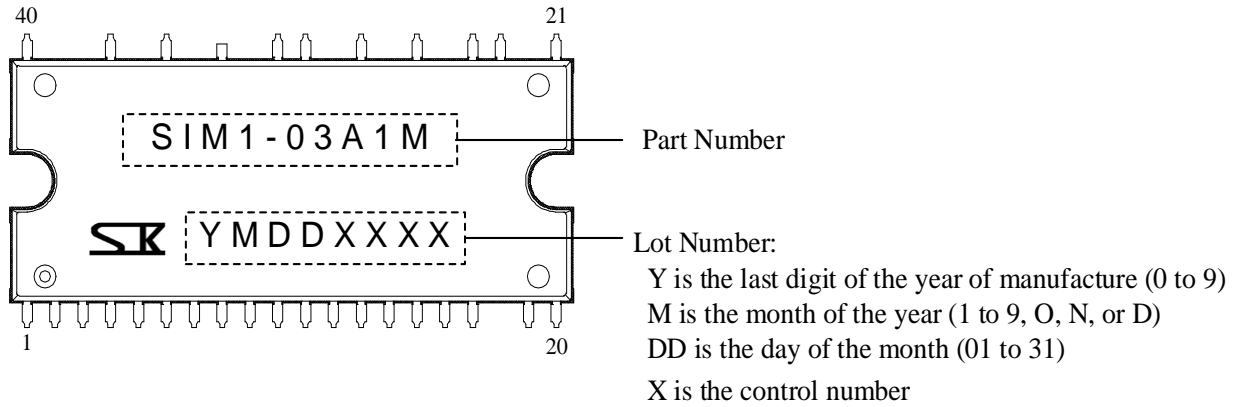 40 21
SIM1-03A1M Part Number
SK YMDDXXXX Lot Number:
Y is the last digit of the year of manufacture (0 to 9)
M is the month of the year (1 to 9, O, N, or D)
1 20
DD is the day of the month (01 to 31)
X is the control number